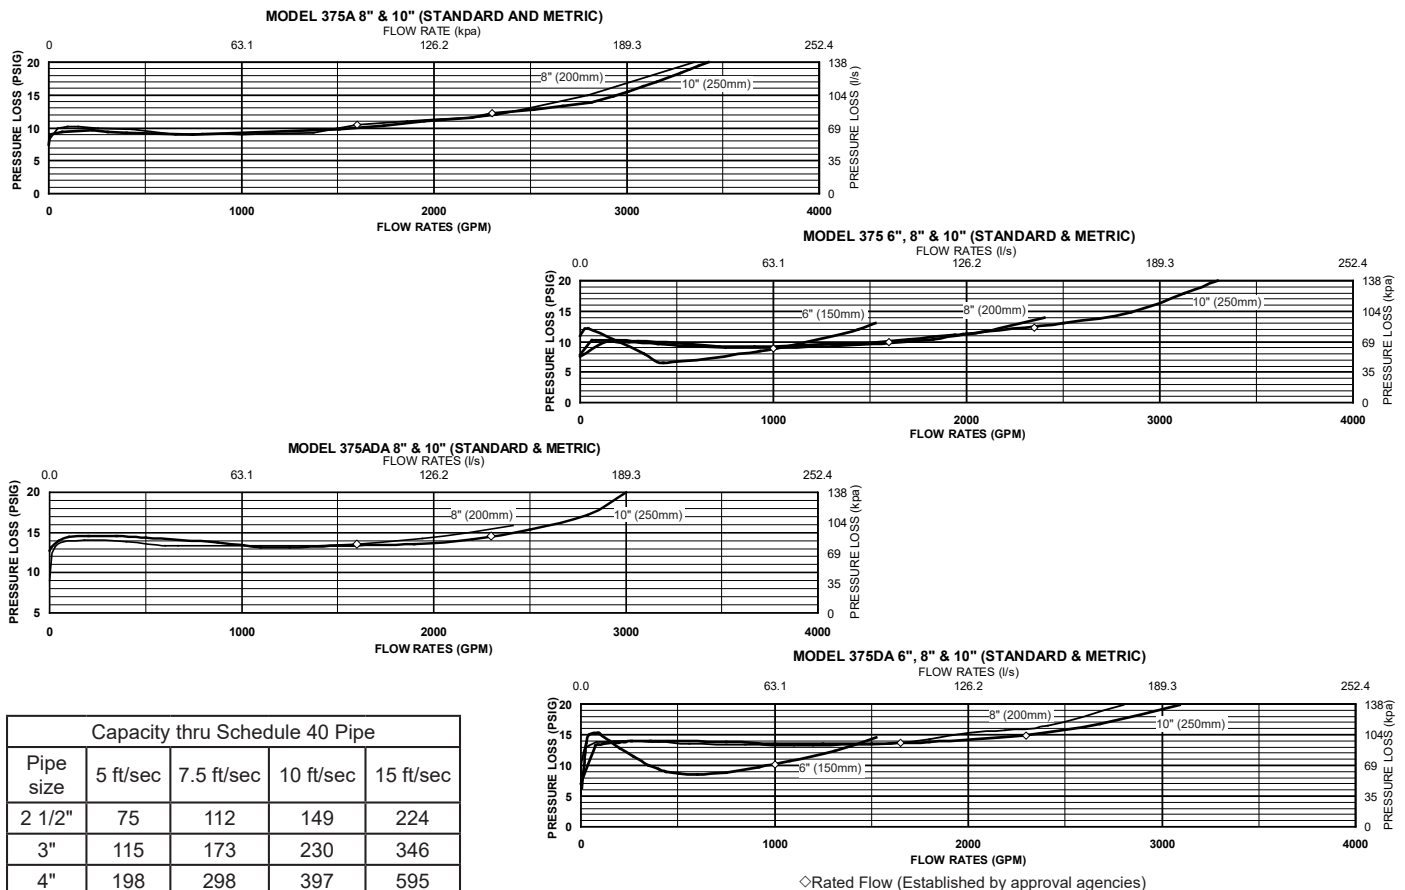 MODEL 375A 8" & 10" (STANDARD AND METRIC)
FLOW RATE (kpa)
0 63.1 126.2 189.3 252.4
PRESSURE LOSS (PSIG)
20 15 10 5 0
8" (200mm)
10" (250mm)
138 104 69 35 0
PRESSURE LOSS (l/s)
0 1000 2000 3000 4000
FLOW RATES (GPM)
MODEL 375 6", 8" & 10" (STANDARD & METRIC)
FLOW RATES (l/s)
0.0 63.1 126.2 189.3 252.4
PRESSURE LOSS (PSIG)
20 15 10 5 0
6" (150mm)
8" (200mm)
10" (250mm)
138 104 69 35 0
PRESSURE LOSS (kpa)
0 1000 2000 3000 4000
FLOW RATES (GPM)
MODEL 375ADA 8" & 10" (STANDARD & METRIC)
FLOW RATES (l/s)
0.0 63.1 126.2 189.3 252.4
PRESSURE LOSS (PSIG)
20 15 10 5
8" (200mm)
10" (250mm)
138 104 69 35 0
PRESSURE LOSS (kpa)
0 1000 2000 3000 4000
FLOW RATES (GPM)
MODEL 375DA 6", 8" & 10" (STANDARD & METRIC)
FLOW RATES (l/s)
0.0 63.1 126.2 189.3 252.4
PRESSURE LOSS (PSIG)
20 15 10 5 0
8" (200mm)
10" (250mm)
6" (150mm)
138 104 69 35 0
PRESSURE LOSS (kpa)
0 1000 2000 3000 4000
FLOW RATES (GPM)
◇Rated Flow (Established by approval agencies)
Capacity thru Schedule 40 Pipe
Pipe size 5 ft/sec 7.5 ft/sec 10 ft/sec 15 ft/sec
2 1/2" 75 112 149 224
3" 115 173 230 346
4" 198 298 397 595